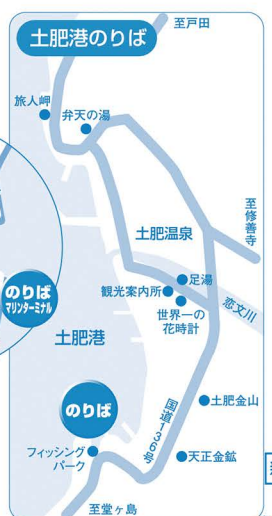 土肥港のりば
至戸田
旅人岬
弁天の湯
至修善寺
土肥温泉
足湯
観光案内所
世界一の
花時計
恋文川
のりば
マリンターミナル
土肥港
のりば
国道136号
土肥金山
フィッシング
パーク
天正金鉱
至堂ヶ島